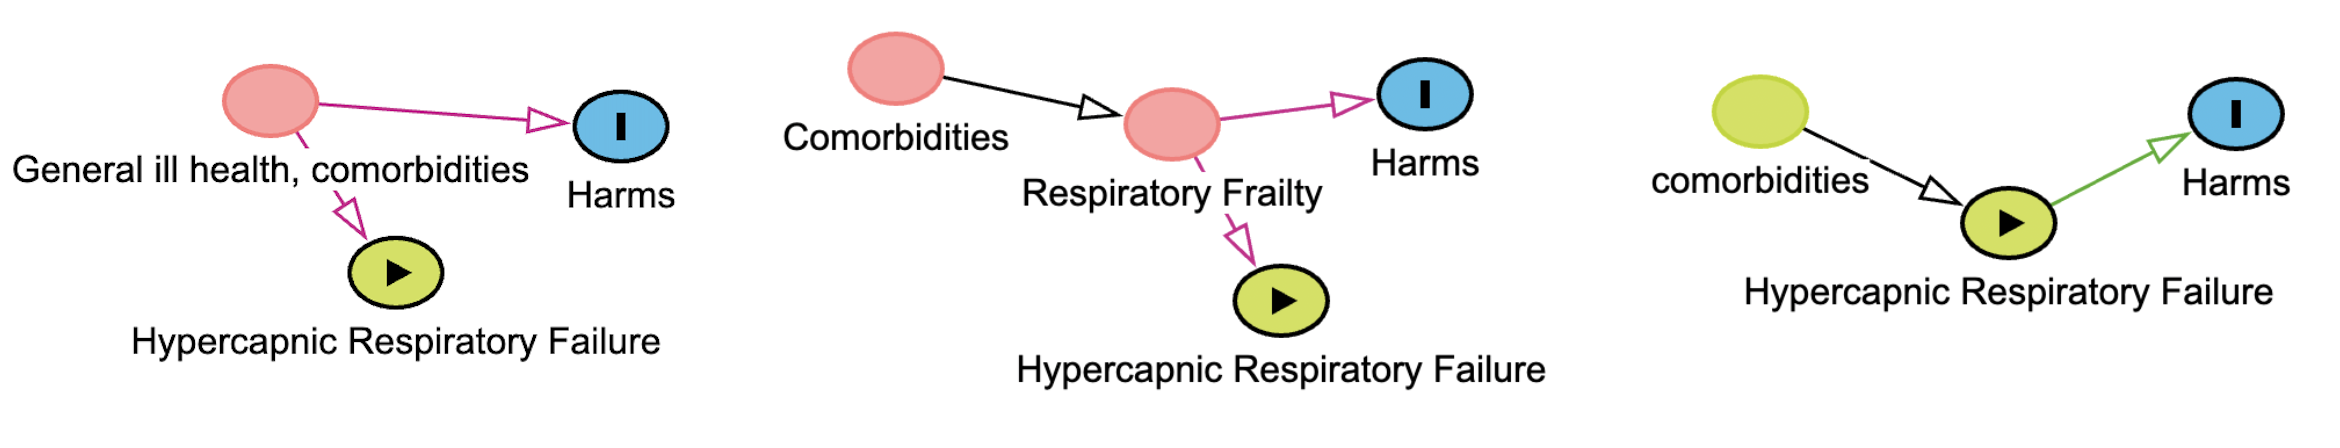 General ill health, comorbidities
Harms
Hypercapnic Respiratory Failure
Comorbidities
Respiratory Frailty
Harms
Hypercapnic Respiratory Failure
comorbidities
Harms
Hypercapnic Respiratory Failure